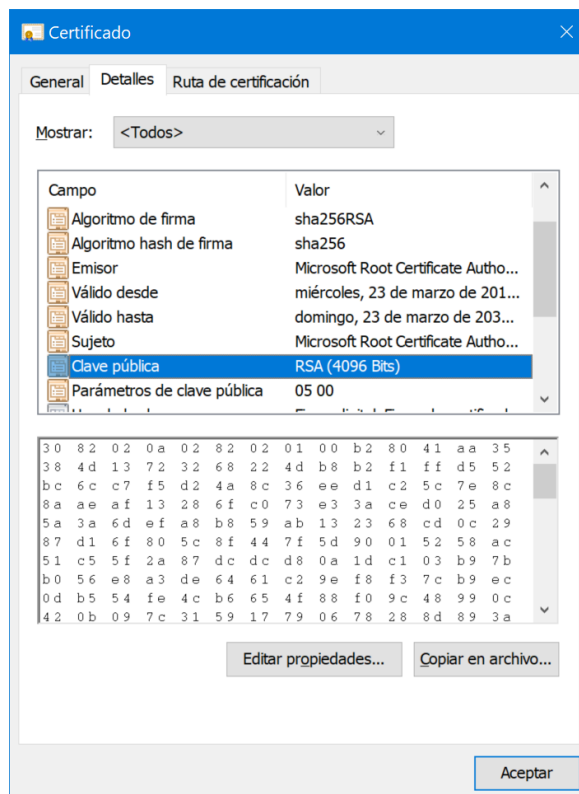 Certificado
General Detalles Ruta de certificación
Mostrar: <Todos>
Campo Valor
Algoritmo de firma sha256RSA
Algoritmo hash de firma sha256
Emisor Microsoft Root Certificate Autho...
Válido desde miércoles, 23 de marzo de 201...
Válido hasta domingo, 23 de marzo de 203...
Sujeto Microsoft Root Certificate Autho...
Clave pública RSA (4096 Bits)
Parámetros de clave pública 05 00
30 82 02 0a 02 82 02 01 00 b2 80 41 aa 35
38 4d 13 72 32 68 22 4d b8 b2 f1 ff d5 52
bc 6c c7 f5 d2 4a 8c 36 ee d1 c2 5c 7e 8c
8a ae af 13 28 6f c0 73 e3 3a ce d0 25 a8
5a 3a 6d ef a8 b8 59 ab 13 23 68 cd 0c 29
87 d1 6f 80 5c 8f 44 7f 5d 90 01 52 58 ac
51 c5 5f 2a 87 dc dc d8 0a 1d c1 03 b9 7b
b0 56 e8 a3 de 64 61 c2 9e f8 f3 7c b9 ec
0d b5 54 fe 4c b6 65 4f 88 f0 9c 48 99 0c
42 0b 09 7c 31 59 17 79 06 78 28 8d 89 3a
Editar propiedades... Copiar en archivo...
Aceptar